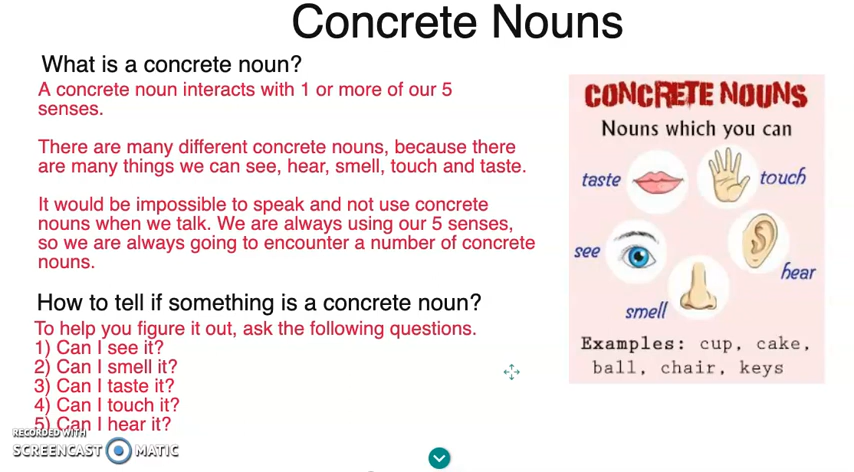 Concrete Nouns
What is a concrete noun?
A concrete noun interacts with 1 or more of our 5
senses.
There are many different concrete nouns, because there
are many things we can see, hear, smell, touch and taste.
It would be impossible to speak and not use concrete
nouns when we talk. We are always using our 5 senses,
so we are always going to encounter a number of concrete
nouns.
How to tell if something is a concrete noun?
To help you figure it out, ask the following questions.
1) Can I see it?
2) Can I smell it?
3) Can I taste it?
4) Can I touch it?
5) Can I hear it?
CONCRETE NOUNS
Nouns which you can
taste
touch
see
hear
smell
Examples: cup, cake,
ball, chair, keys
RECORDED WITH
SCREENCAST MATIC